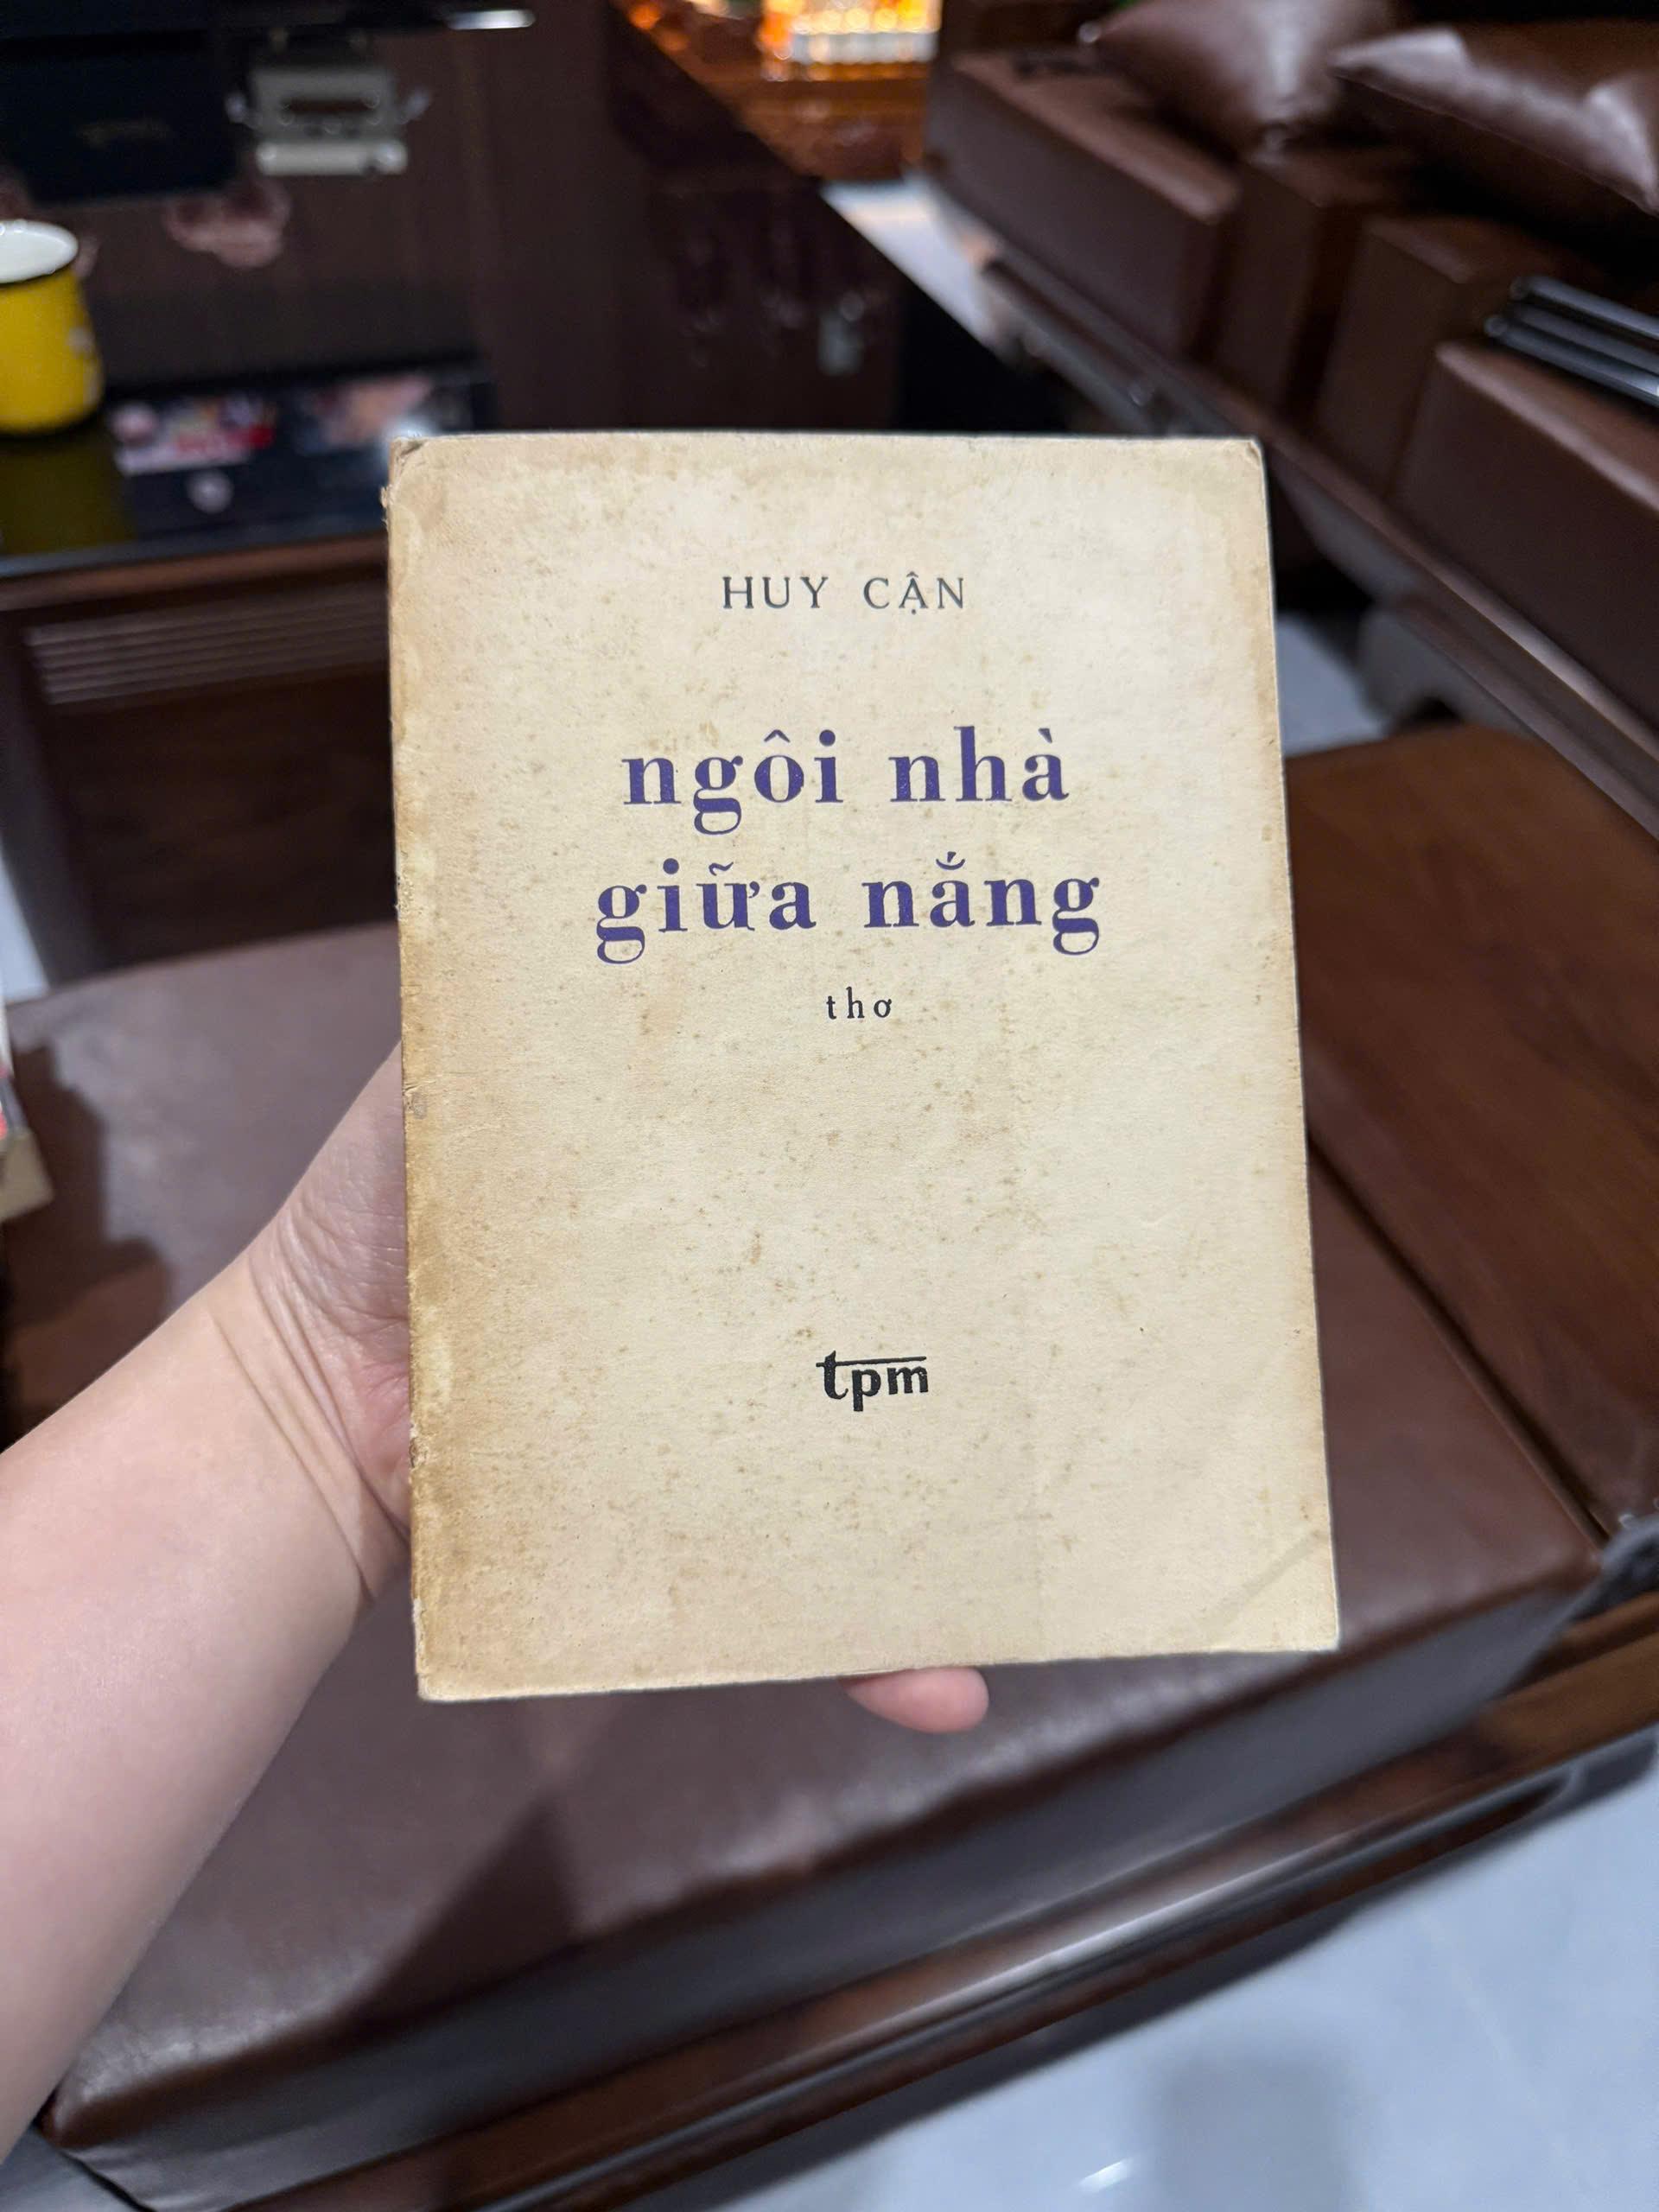 HUY CẬN
ngôi nhà
giữa nắng
thơ
tpm